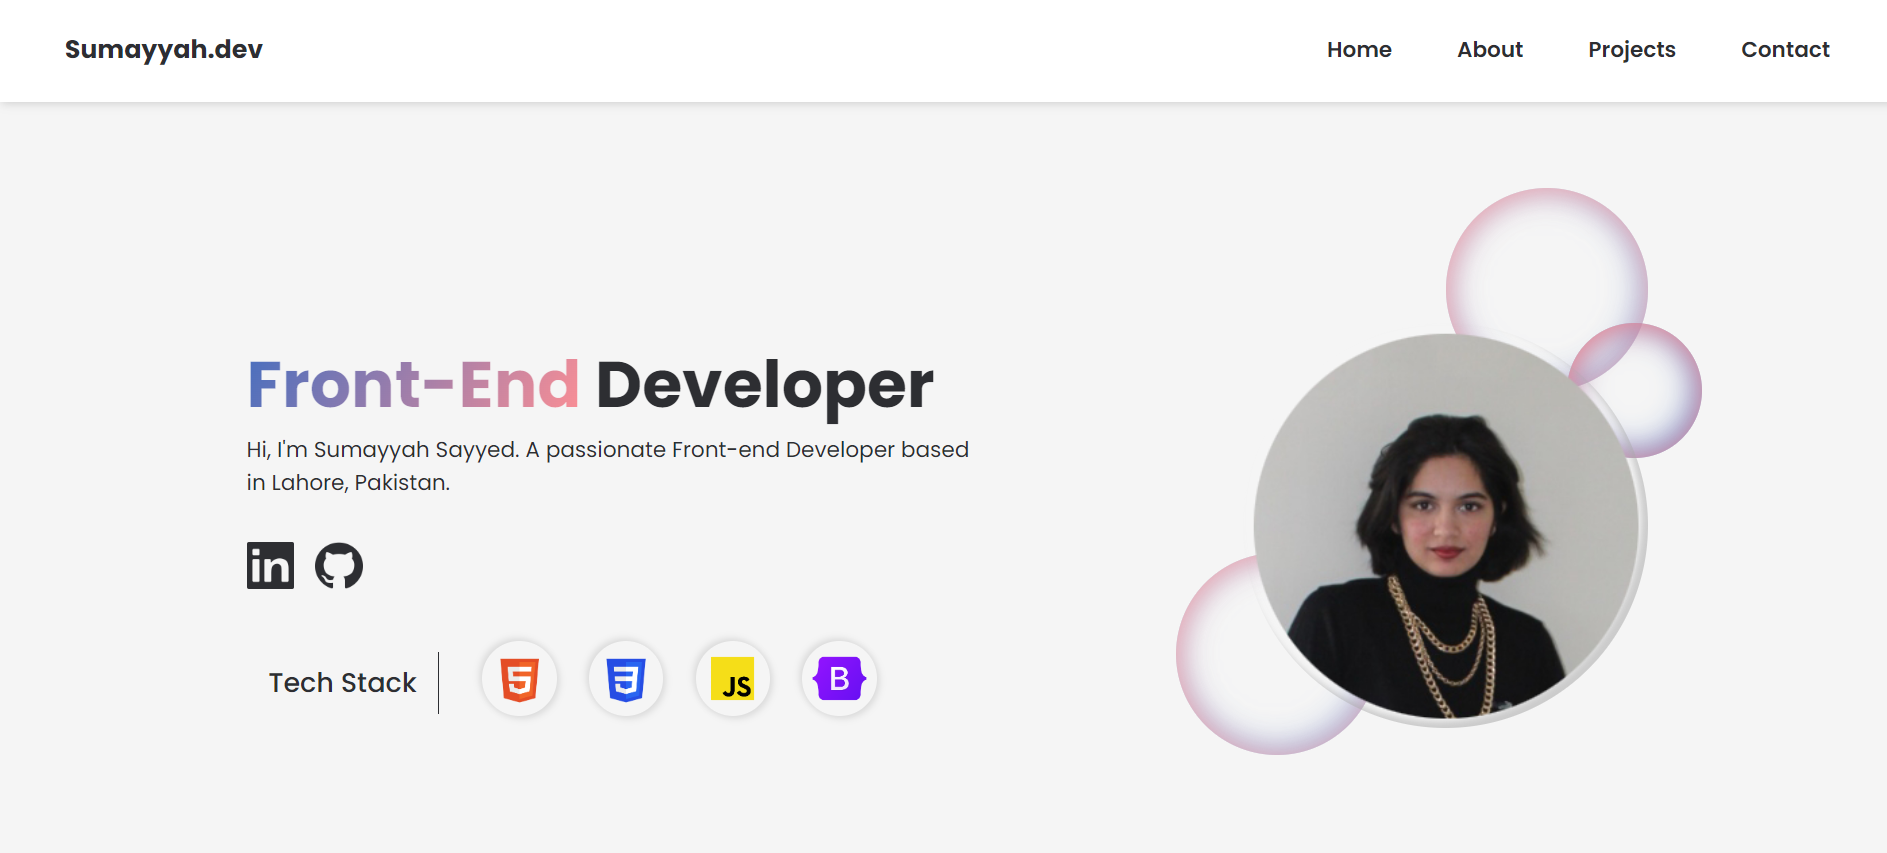 Sumayyah.dev
Home
About
Projects
Contact
Front-End Developer
Hi, I'm Sumayyah Sayyed. A passionate Front-end Developer based
in Lahore, Pakistan.
in
Tech Stack
5
3
JS
B